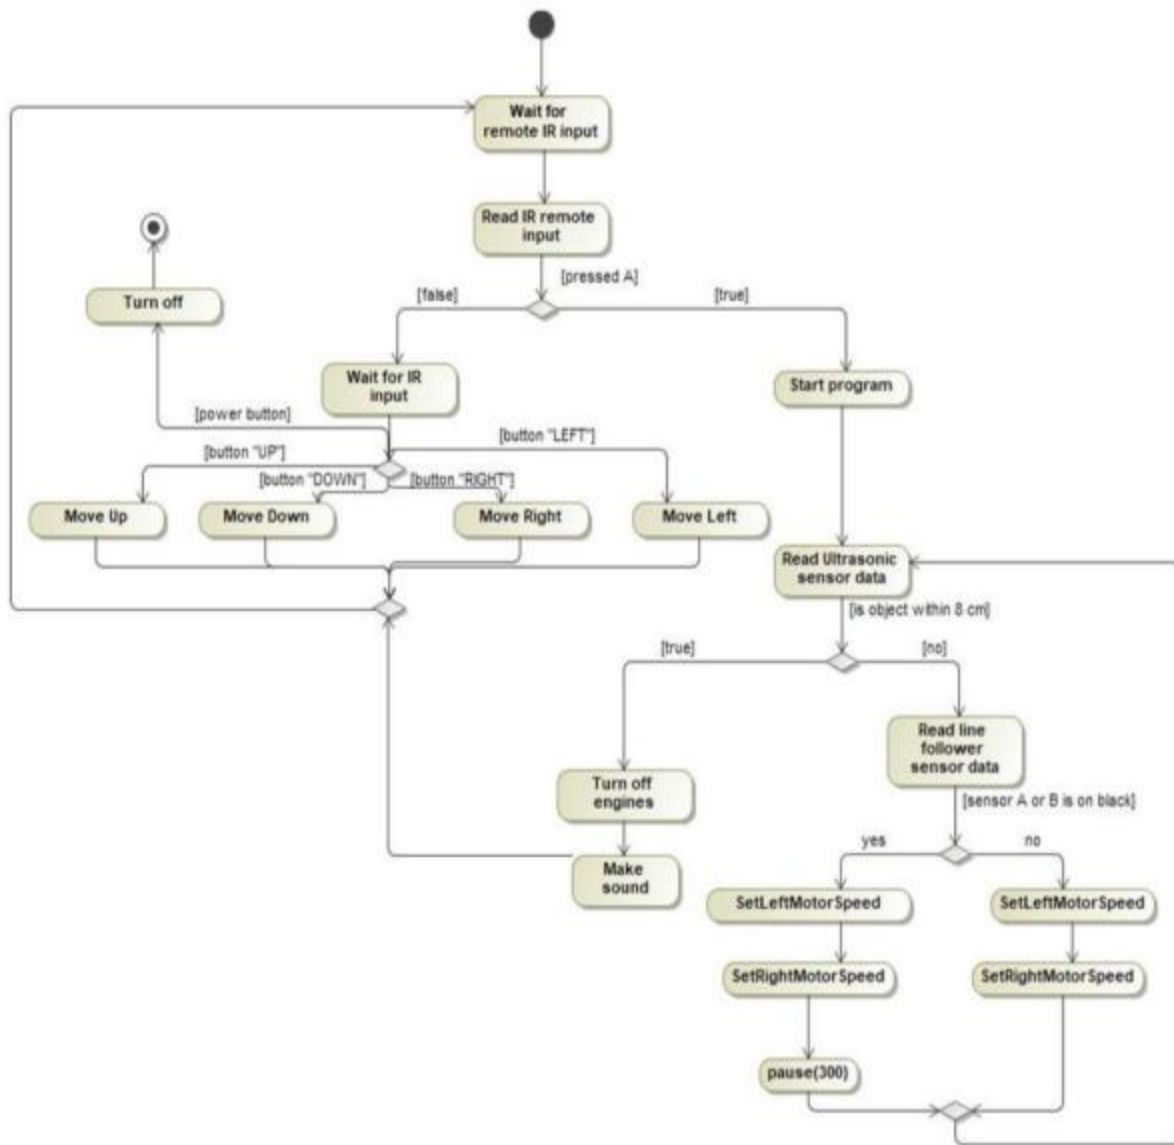 Wait for
remote IR input
Read IR remote
input
[pressed A]
[false]
[true]
Turn off
Wait for IR
input
Start program
[power button]
[button "LEFT"]
[button "UP"]
[button "DOWN"]
[button "RIGHT"]
Move Up
Move Down
Move Right
Move Left
Read Ultrasonic
sensor data
[is object within 8 cm]
[true]
[no]
Read line
follower
sensor data
Turn off
engines
[sensor A or B is on black]
yes
no
Make
sound
SetLeftMotorSpeed
SetLeftMotorSpeed
SetRightMotorSpeed
SetRightMotorSpeed
pause(300)